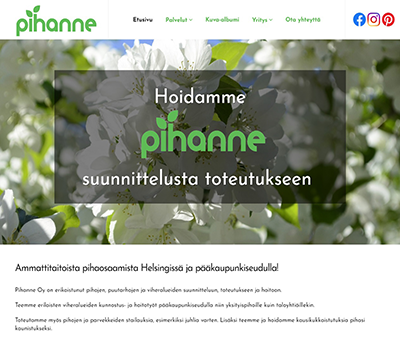 pihanne
Etusivu Palvelut Kuva-albumi Yritys Ota yhteyttä
Hoidamme
pihanne
suunnittelusta toteutukseen
Ammattitaitoista pihaosaamista Helsingissä ja pääkaupunkiseudulla!
Pihanne Oy on erikoistunut pihojen, puutarhojen ja viheralueiden suunnitteluun, toteutukseen ja hoitoon.
Teemme erilaisten viheralueiden kunnostus- ja hoitotyöt pääkaupunkiseudulla niin yksityispihoille kuin taloyhtiöillekin.
Toteutamme myös pihojen ja parvekkeiden stailauksia, esimerkiksi juhlia varten. Lisäksi teemme ja hoidamme kausikukkaistutuksia pihasi
kaunistukseksi.